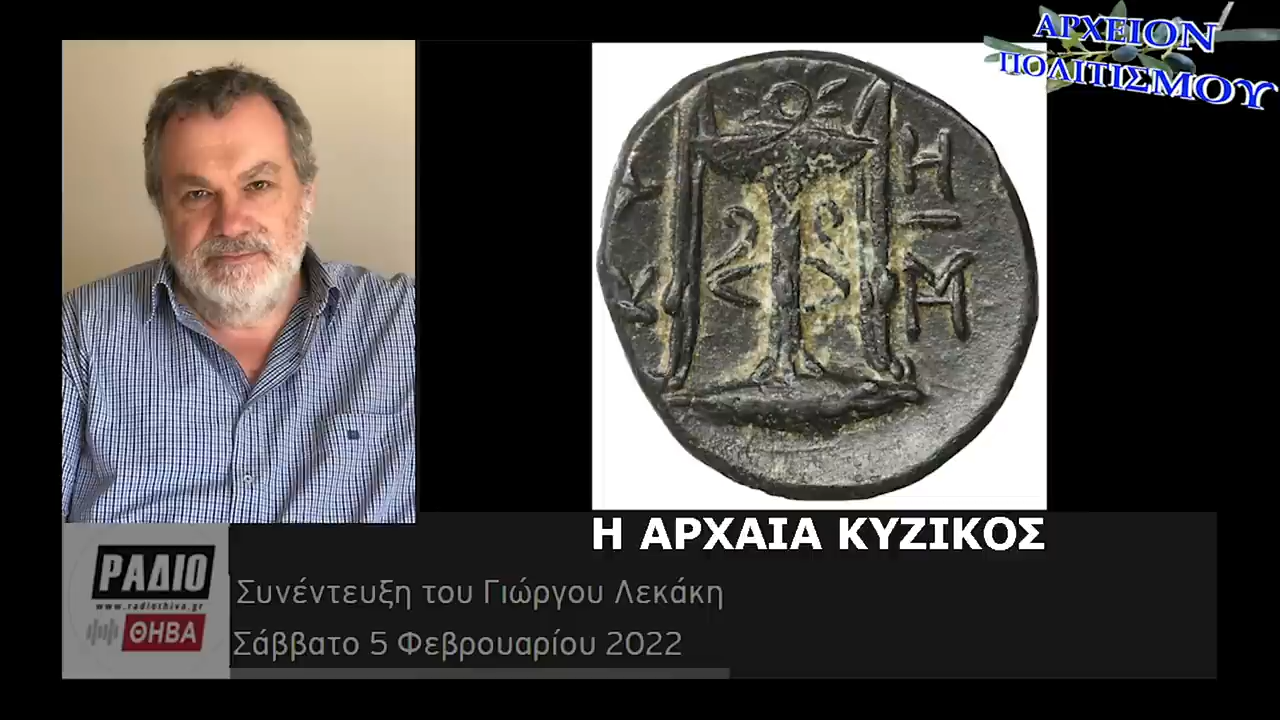 ΑΡΧΕΙΟΝ
ΠΟΛΙΤΙΣΜΟΥ
Η ΑΡΧΑΙΑ ΚΥΖΙΚΟΣ
Συνέντευξη του Γιώργου Λεκάκη
Σάββατο 5 Φεβρουαρίου 2022
ΡΑΔΙΟ
www.radiothiva.gr
ΘΗΒΑ